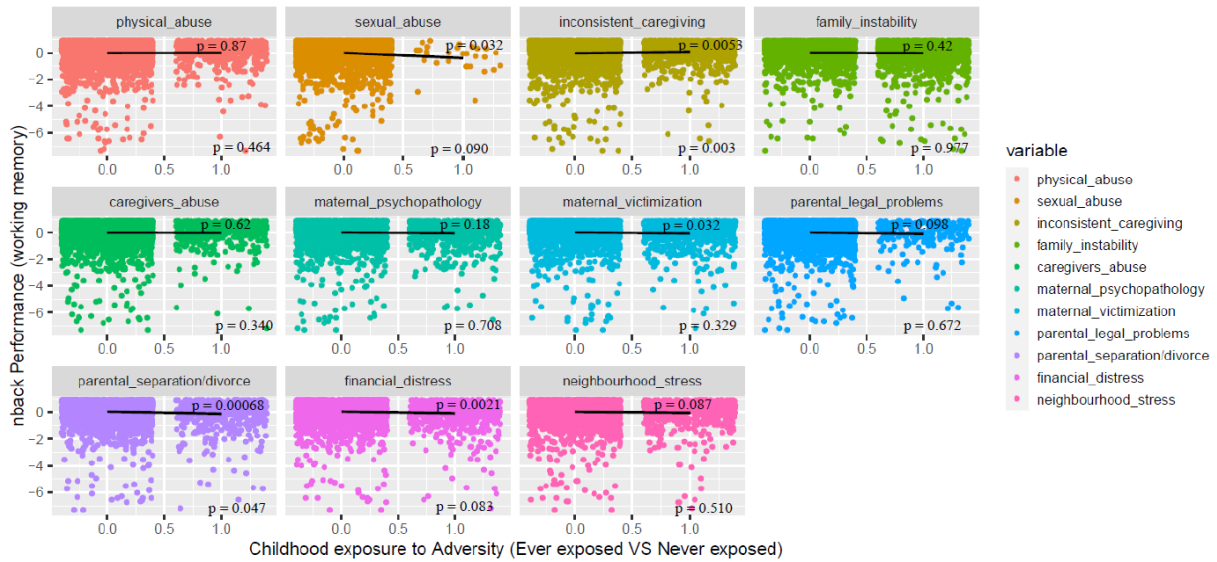 physical_abuse
sexual_abuse
inconsistent_caregiving
family_instability
p = 0.87
p = 0.032
p = 0.0053
p = 0.42
0
−2
−4
−6
p = 0.464
p = 0.090
p = 0.003
p = 0.977
0.0 0.5 1.0
0.0 0.5 1.0
0.0 0.5 1.0
0.0 0.5 1.0
caregivers_abuse
maternal_psychopathology
maternal_victimization
parental_legal_problems
p = 0.62
p = 0.18
p = 0.032
p = 0.098
0
−2
−4
−6
p = 0.340
p = 0.708
p = 0.329
p = 0.672
0.0 0.5 1.0
0.0 0.5 1.0
0.0 0.5 1.0
0.0 0.5 1.0
parental_separation/divorce
financial_distress
neighbourhood_stress
p = 0.00068
p = 0.0021
p = 0.087
0
−2
−4
−6
p = 0.047
p = 0.083
p = 0.510
0.0 0.5 1.0
0.0 0.5 1.0
0.0 0.5 1.0
nback Performance (working memory)
Childhood exposure to Adversity (Ever exposed VS Never exposed)
variable
physical_abuse
sexual_abuse
inconsistent_caregiving
family_instability
caregivers_abuse
maternal_psychopathology
maternal_victimization
parental_legal_problems
parental_separation/divorce
financial_distress
neighbourhood_stress